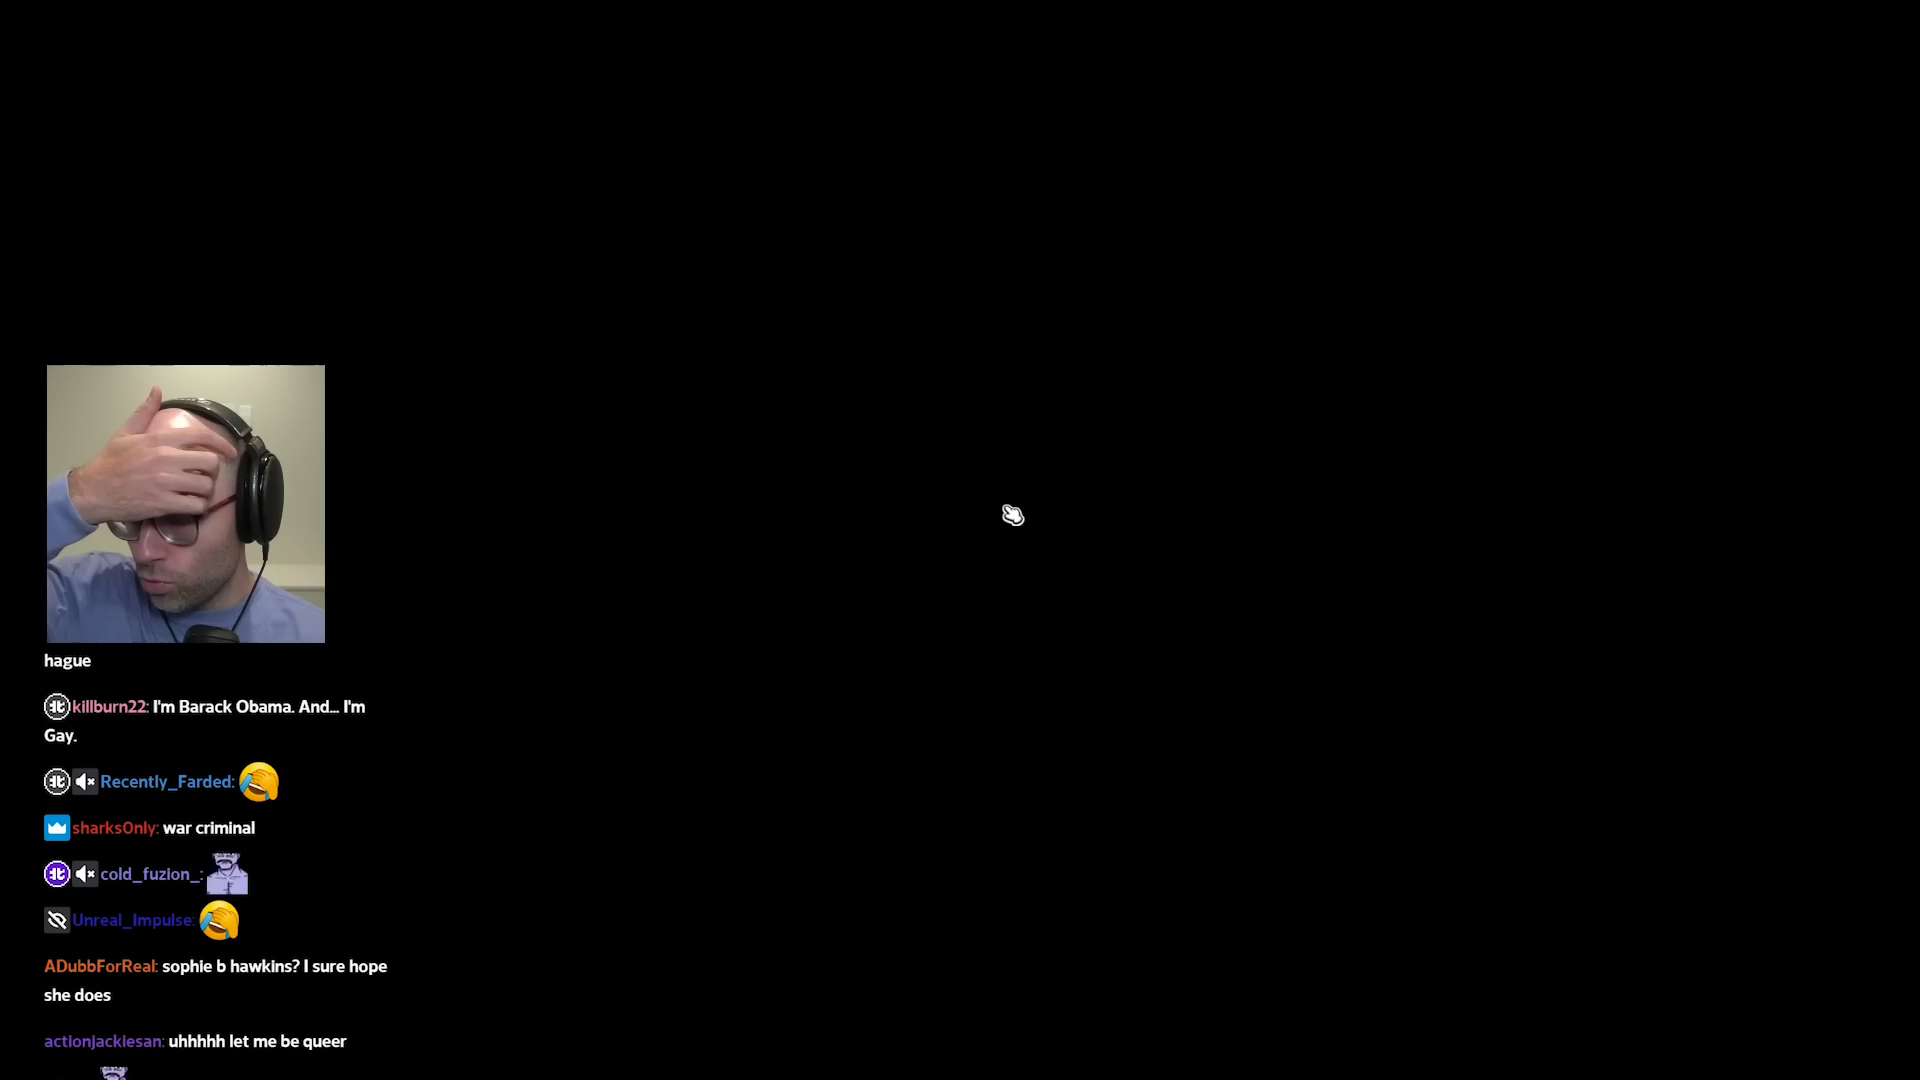 hague
killburn22: I'm Barack Obama. And... I'm
Gay.
Recently_Farded:
sharksOnly: war criminal
cold_fuzion_:
Unreal_Impulse:
ADubbForReal: sophie b hawkins? I sure hope
she does
actionjackiesan: uhhhhh let me be queer